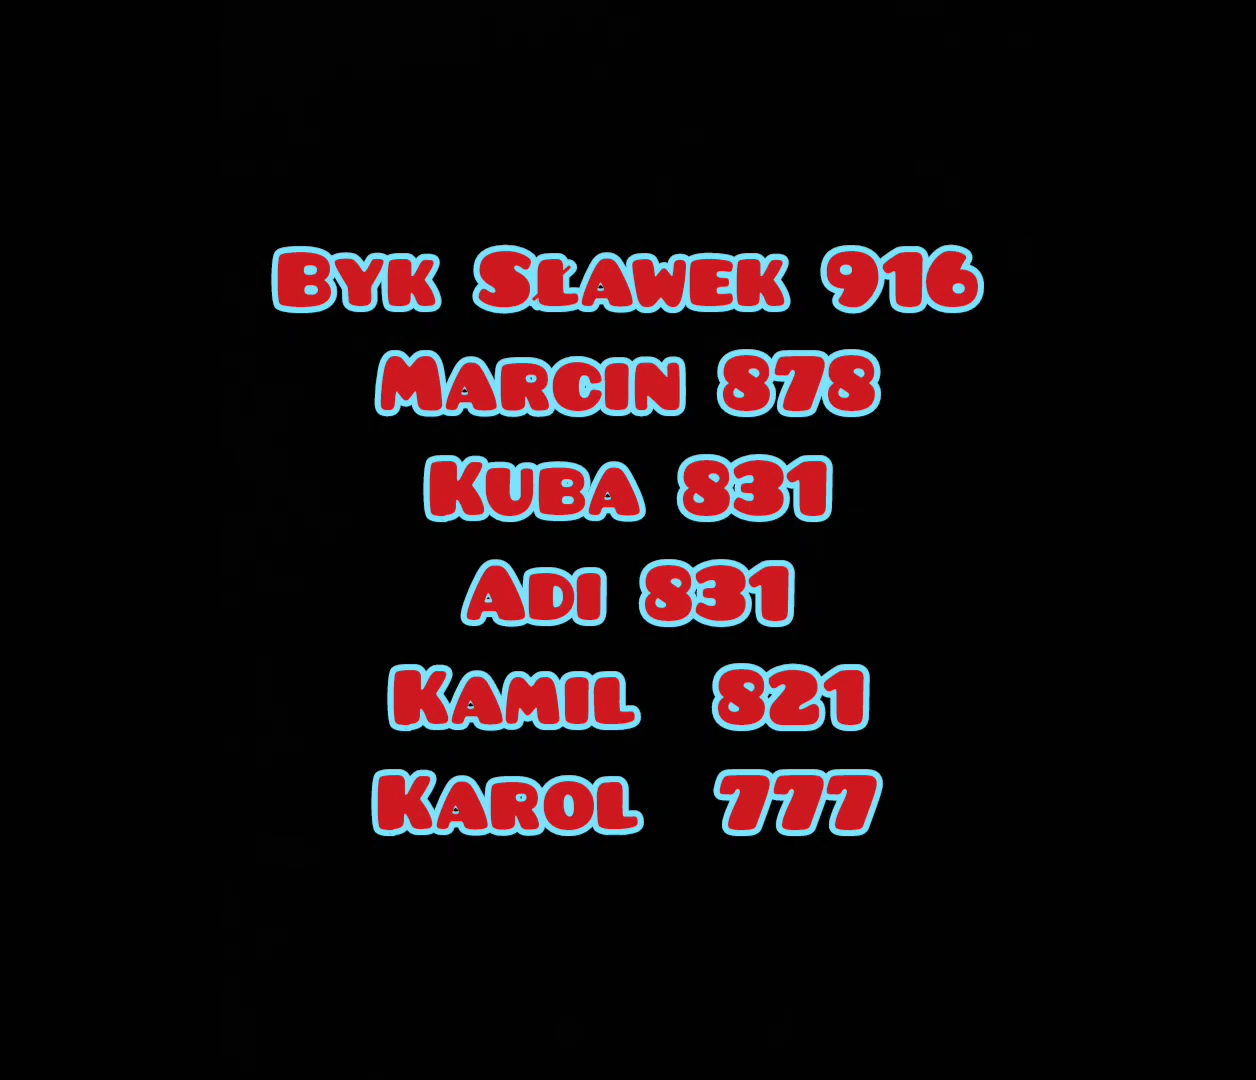 Byk Sławek 916
Marcin 878
Kuba 831
Adi 831
Kamil 821
Karol 777